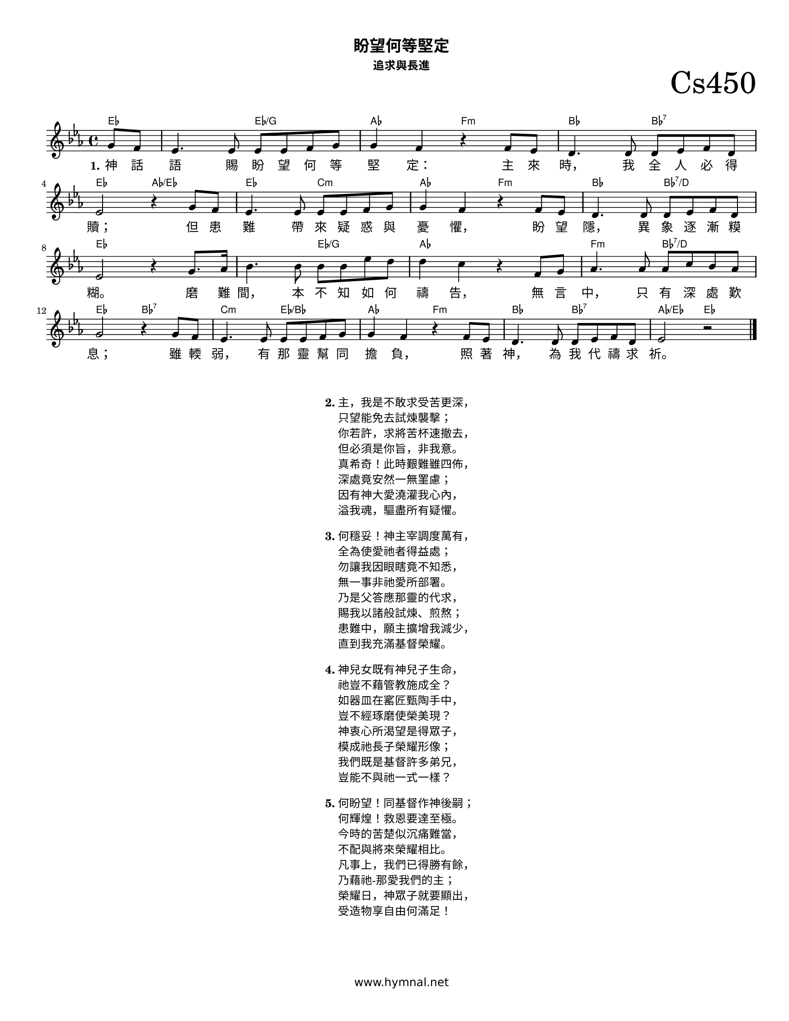 盼望何等堅定
追求與長進
Cs450
E♭ E♭/G A♭ Fm B♭ B♭7
1. 神 話 語 賜 盼 望 何 等 堅 定： 主 來 時， 我 全 人 必 得
4 E♭ A♭/E♭ E♭ Cm A♭ Fm B♭ B♭7/D
贖； 但 患 難 帶 來 疑 惑 與 憂 懼， 盼 望 隱， 異 象 逐 漸 模
8 E♭ E♭/G A♭ Fm B♭7/D
糊。 磨 難 間， 本 不 知 如 何 禱 告， 無 言 中， 只 有 深 處 歎
12 E♭ B♭7 Cm E♭/B♭ A♭ Fm B♭ B♭7 A♭/E♭ E♭
息； 雖 輭 弱， 有 那 靈 幫 同 擔 負， 照 著 神， 為 我 代 禱 求 祈。
2. 主，我是不敢求受苦更深，
只望能免去試煉襲擊；
你若許，求將苦杯速撤去，
但必須是你旨，非我意。
真希奇！此時艱難雖四佈，
深處竟安然一無罣慮；
因有神大愛澆灌我心內，
溢我魂，驅盡所有疑懼。
3. 何穩妥！神主宰調度萬有，
全為使愛祂者得益處；
勿讓我因眼瞎竟不知悉，
無一事非祂愛所部署。
乃是父答應那靈的代求，
賜我以諸般試煉、煎熬；
患難中，願主擴增我減少，
直到我充滿基督榮耀。
4. 神兒女既有神兒子生命，
祂豈不藉管教施成全？
如器皿在窰匠甄陶手中，
豈不經琢磨使榮美現？
神衷心所渴望是得眾子，
模成祂長子榮耀形像；
我們既是基督許多弟兄，
豈能不與祂一式一樣？
5. 何盼望！同基督作神後嗣；
何輝煌！救恩要達至極。
今時的苦楚似沉痛難當，
不配與將來榮耀相比。
凡事上，我們已得勝有餘，
乃藉祂-那愛我們的主；
榮耀日，神眾子就要顯出，
受造物享自由何滿足！
www.hymnal.net